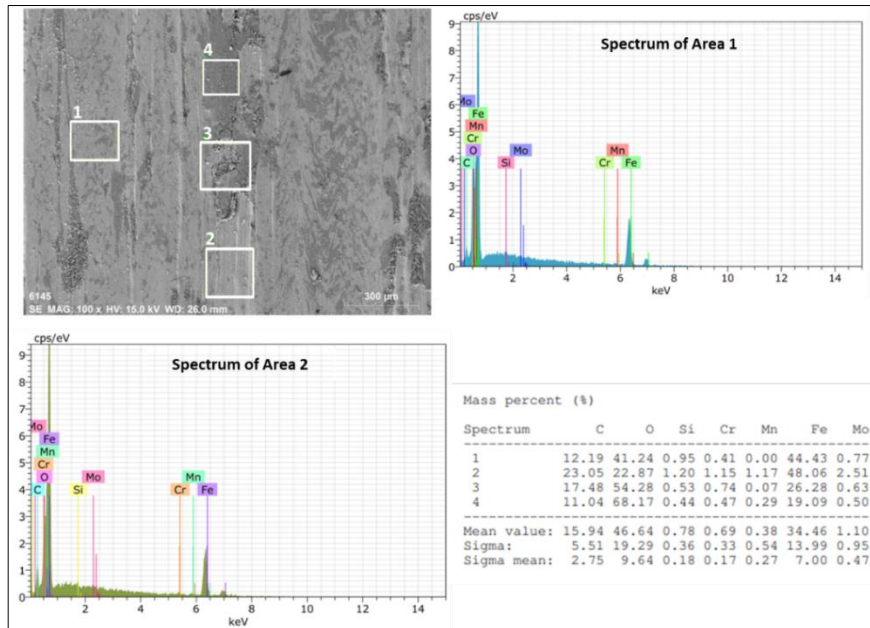 4
1
3
2
6145
300 µm
SE MAG: 100 x HV: 15.0 kV WD: 26.0 mm
cps/eV
Spectrum of Area 1
9
8
7
6
5
4
3
2
1
0
Mo
Fe
Mn
Cr
O
C
Si
Mo
Cr
Mn
Fe
2 4 6 8 10 12 14
keV
cps/eV
Spectrum of Area 2
9
8
7
6
5
4
3
2
1
0
Mo
Fe
Mn
Cr
O
C
Si
Mo
Cr
Mn
Fe
2 4 6 8 10 12 14
keV
Mass percent (%)
Spectrum C O Si Cr Mn Fe Mo
1 12.19 41.24 0.95 0.41 0.00 44.43 0.77
2 23.05 22.87 1.20 1.15 1.17 48.06 2.51
3 17.48 54.28 0.53 0.74 0.07 26.28 0.63
4 11.04 68.17 0.44 0.47 0.29 19.09 0.50
Mean value: 15.94 46.64 0.78 0.69 0.38 34.46 1.10
Sigma: 5.51 19.29 0.36 0.33 0.54 13.99 0.95
Sigma mean: 2.75 9.64 0.18 0.17 0.27 7.00 0.47